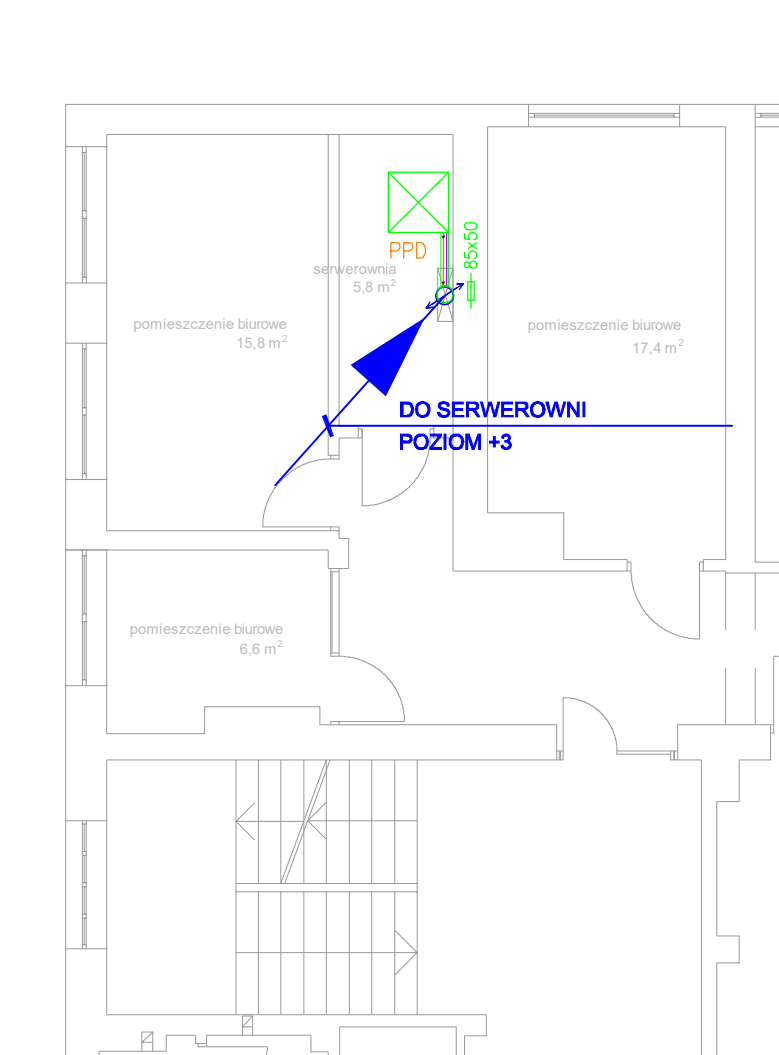 85x50
PPD
serwerownia
5,8 m²
pomieszczenie biurowe
15,8 m²
pomieszczenie biurowe
17,4 m²
DO SERWEROWNI
POZIOM +3
pomieszczenie biurowe
6,6 m²